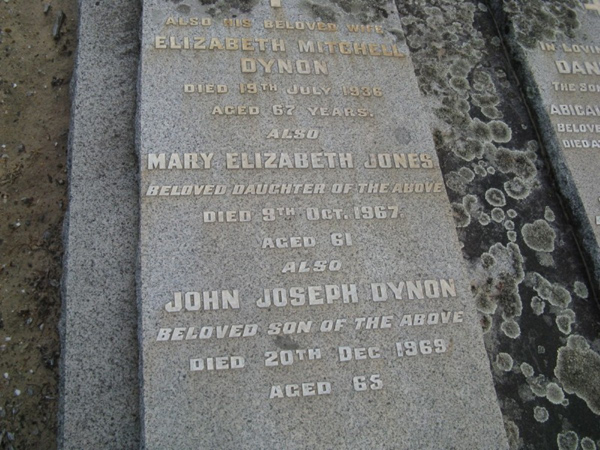 ALSO HIS BELOVED WIFE
ELIZABETH MITCHELL
DYNON
DIED 19TH JULY 1936
AGED 67 YEARS.
ALSO
MARY ELIZABETH JONES
BELOVED DAUGHTER OF THE ABOVE
DIED 9TH OCT. 1967.
AGED 61
ALSO
JOHN JOSEPH DYNON
BELOVED SON OF THE ABOVE
DIED 20TH DEC 1969
AGED 65
IN LOVING
DAN
THE SON
ABIGA
BELOVE
DIED AT